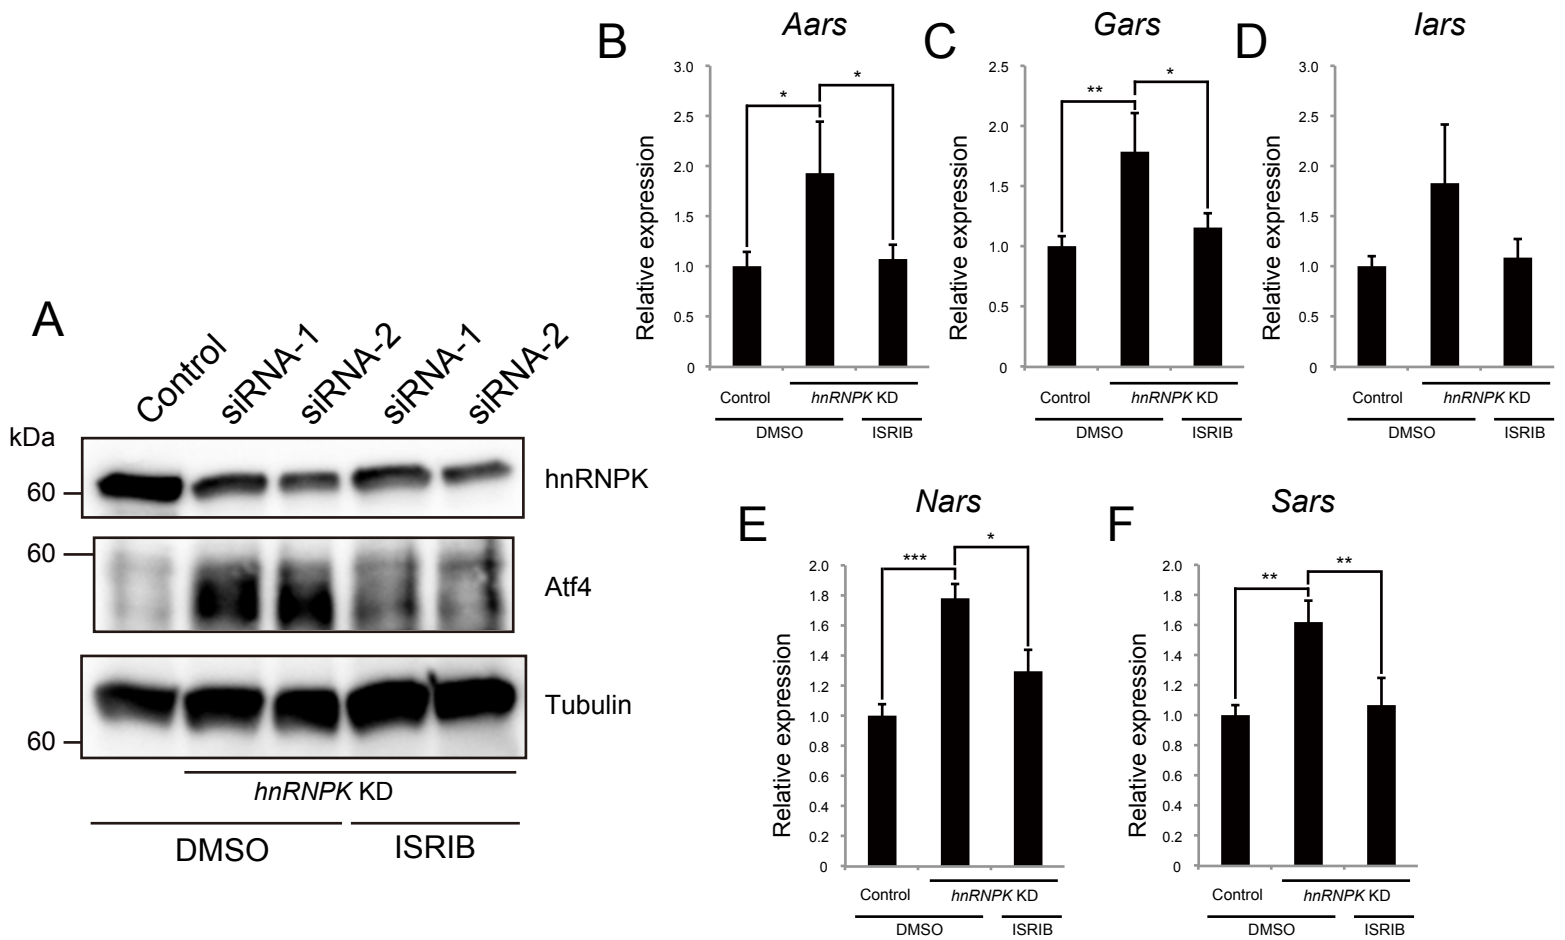 A
Control
siRNA-1
siRNA-2
siRNA-1
siRNA-2
kDa
60
hnRNPK
60
Atf4
Tubulin
60
hnRNPK KD
DMSO
ISRIB
B
Aars
Relative expression
3.0
2.5
2.0
1.5
1.0
0.5
0
*
*
Control
hnRNPK KD
DMSO
ISRIB
C
Gars
Relative expression
2.5
2.0
1.5
1.0
0.5
0
**
*
Control
hnRNPK KD
DMSO
ISRIB
D
Iars
Relative expression
3.0
2.5
2.0
1.5
1.0
0.5
0
Control
hnRNPK KD
DMSO
ISRIB
E
Nars
Relative expression
2.0
1.8
1.6
1.4
1.2
1.0
0.8
0.6
0.4
0.2
0
***
*
Control
hnRNPK KD
DMSO
ISRIB
F
Sars
Relative expression
2.0
1.8
1.6
1.4
1.2
1.0
0.8
0.6
0.4
0.2
0
**
**
Control
hnRNPK KD
DMSO
ISRIB